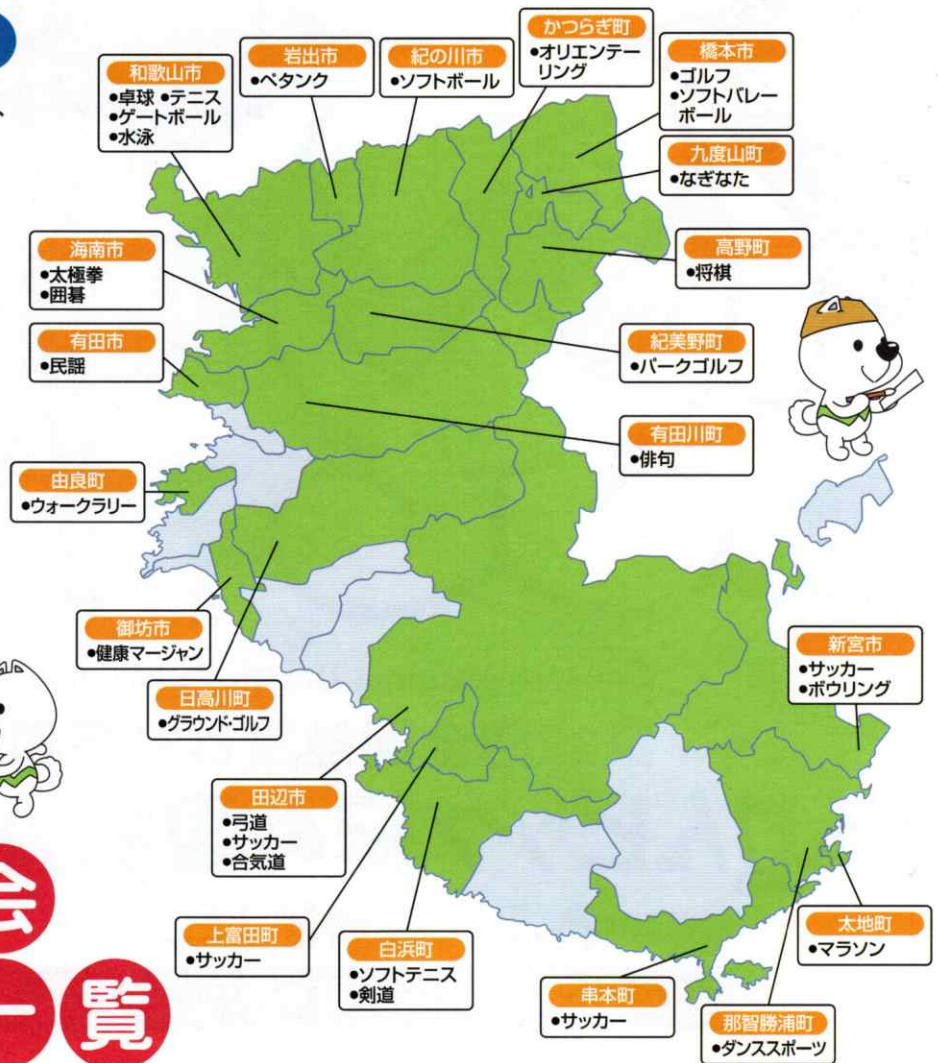 かつらぎ町
•オリエンテー
リング
岩出市
•ペタンク
紀の川市
•ソフトボール
橋本市
•ゴルフ
•ソフトバレー
ボール
和歌山市
•卓球 •テニス
•ゲートボール
•水泳
九度山町
•なぎなた
海南市
•太極拳
•囲碁
高野町
•将棋
有田市
•民謡
紀美野町
•パークゴルフ
有田川町
•俳句
由良町
•ウォークラリー
御坊市
•健康マージャン
新宮市
•サッカー
•ボウリング
日高川町
•グラウンド・ゴルフ
田辺市
•弓道
•サッカー
•合気道
上富田町
•サッカー
白浜町
•ソフトテニス
•剣道
太地町
•マラソン
串本町
•サッカー
那智勝浦町
•ダンススポーツ
会
一覧